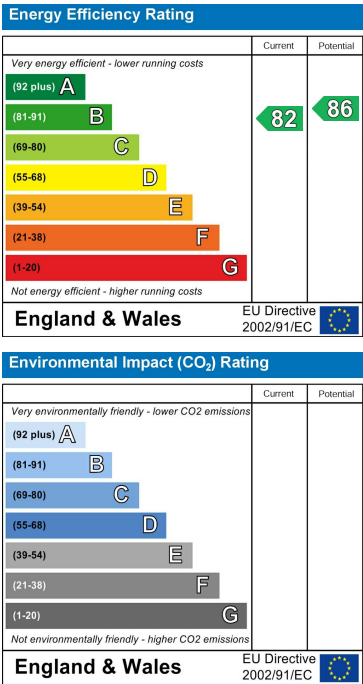 Energy Efficiency Rating
Current Potential
Very energy efficient - lower running costs
(92 plus) A
(81-91) B
82 86
(69-80) C
(55-68) D
(39-54) E
(21-38) F
(1-20) G
Not energy efficient - higher running costs
England & Wales EU Directive
2002/91/EC
Environmental Impact (CO₂) Rating
Current Potential
Very environmentally friendly - lower CO2 emissions
(92 plus) A
(81-91) B
(69-80) C
(55-68) D
(39-54) E
(21-38) F
(1-20) G
Not environmentally friendly - higher CO2 emissions
England & Wales EU Directive
2002/91/EC